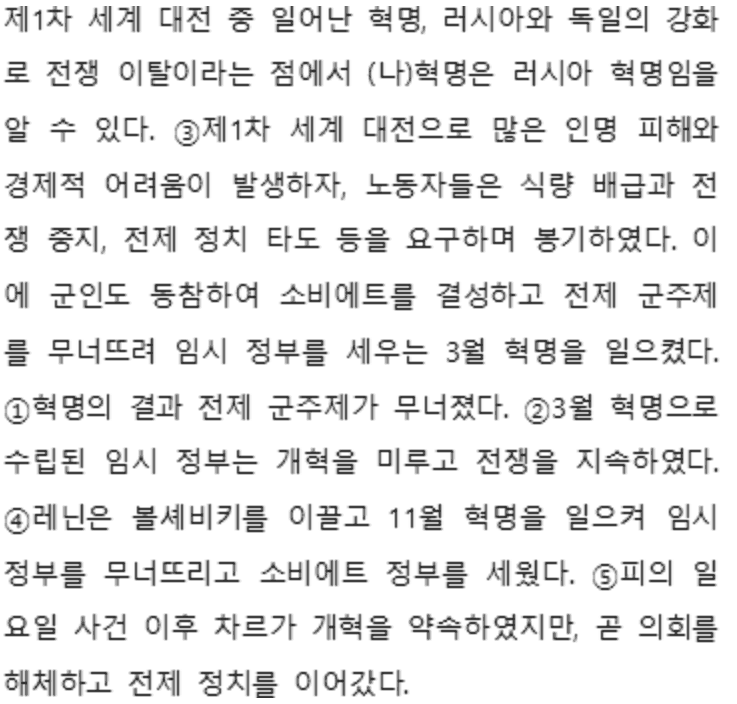 제1차 세계 대전 중 일어난 혁명, 러시아와 독일의 강화
로 전쟁 이탈이라는 점에서 (나)혁명은 러시아 혁명임을
알 수 있다. ③제1차 세계 대전으로 많은 인명 피해와
경제적 어려움이 발생하자, 노동자들은 식량 배급과 전
쟁 중지, 전제 정치 타도 등을 요구하며 봉기하였다. 이
에 군인도 동참하여 소비에트를 결성하고 전제 군주제
를 무너뜨려 임시 정부를 세우는 3월 혁명을 일으켰다.
①혁명의 결과 전제 군주제가 무너졌다. ②3월 혁명으로
수립된 임시 정부는 개혁을 미루고 전쟁을 지속하였다.
④레닌은 볼셰비키를 이끌고 11월 혁명을 일으켜 임시
정부를 무너뜨리고 소비에트 정부를 세웠다. ⑤피의 일
요일 사건 이후 차르가 개혁을 약속하였지만, 곧 의회를
해체하고 전제 정치를 이어갔다.